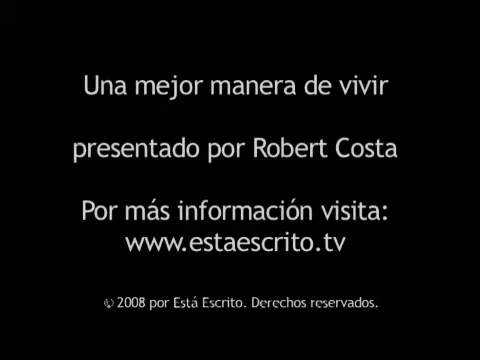 Una mejor manera de vivir
presentado por Robert Costa
Por más información visita:
www.estaescrito.tv
© 2008 por Está Escrito. Derechos reservados.